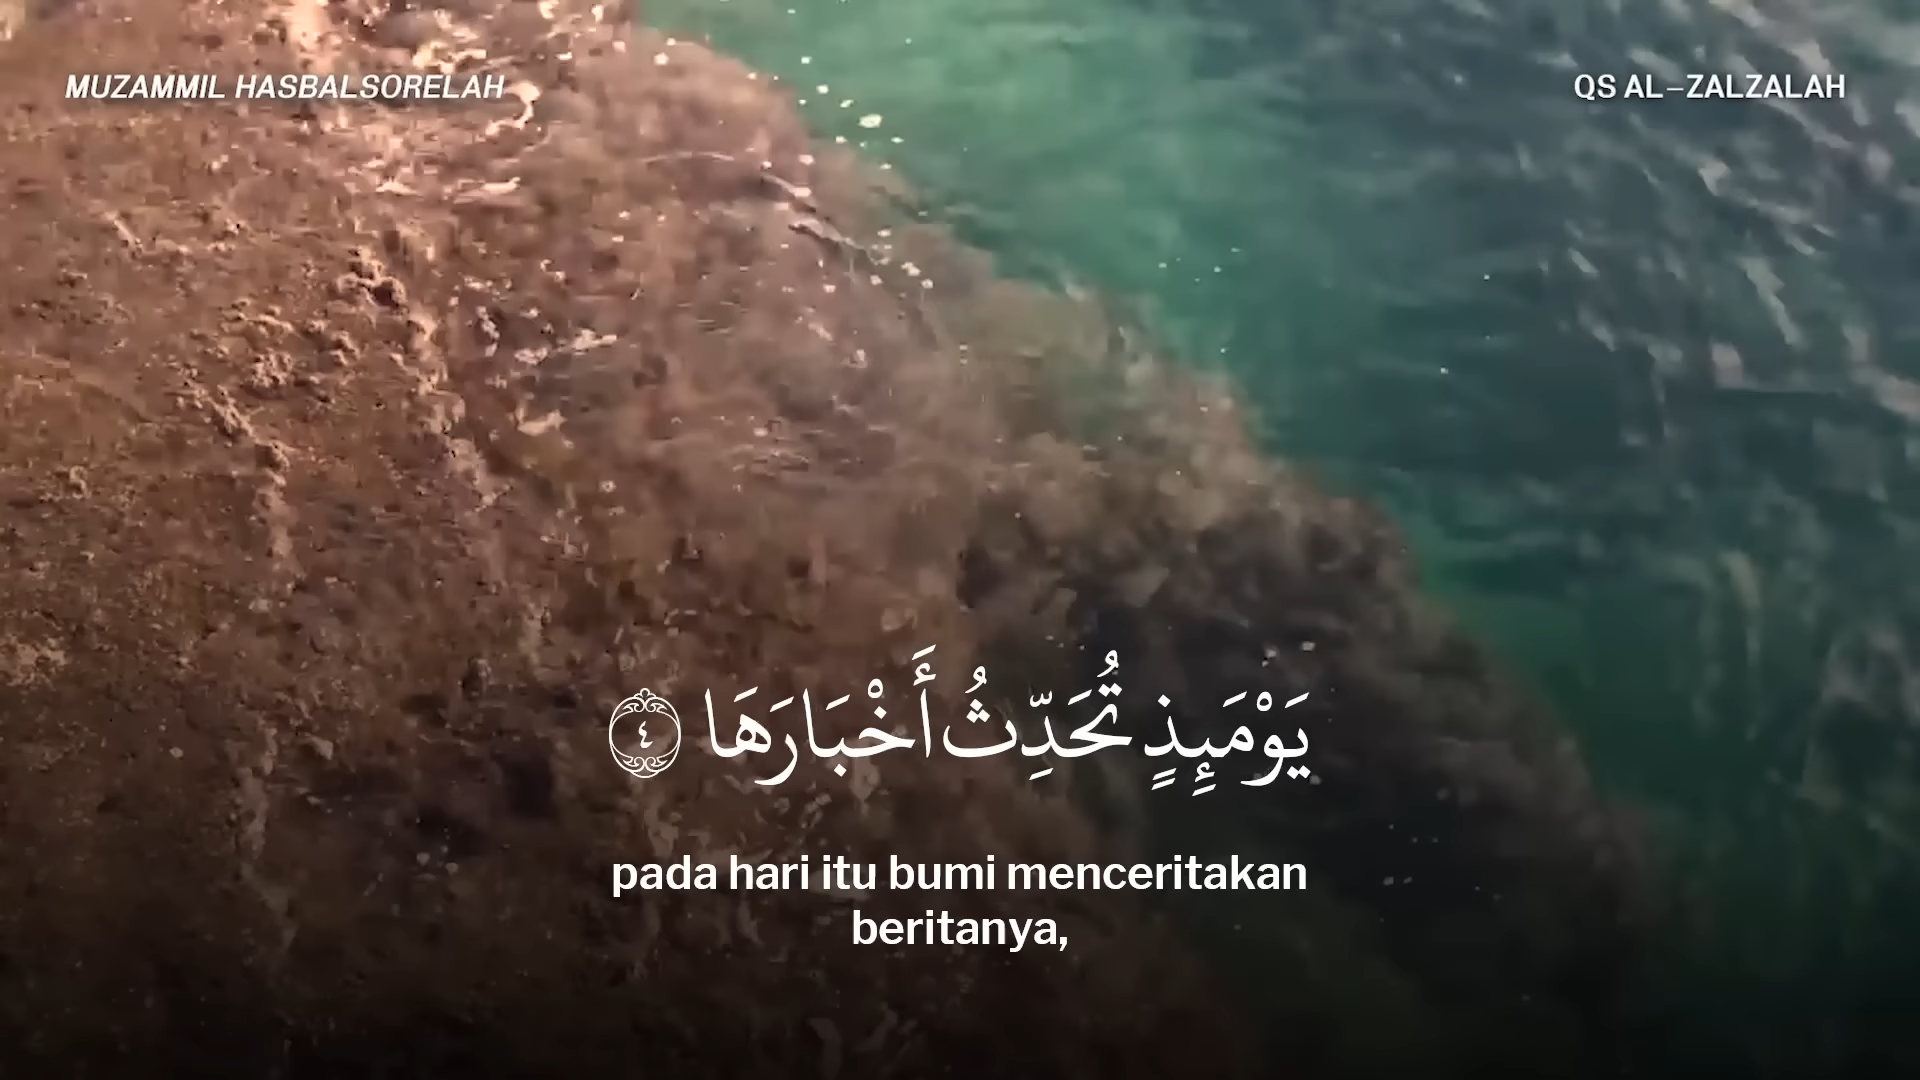 MUZAMMIL HASBALSORELAH
QS AL-ZALZALAH
يَوْمَئِذٍ تُحَدِّثُ أَخْبَارَهَا ٤
pada hari itu bumi menceritakan
beritanya,